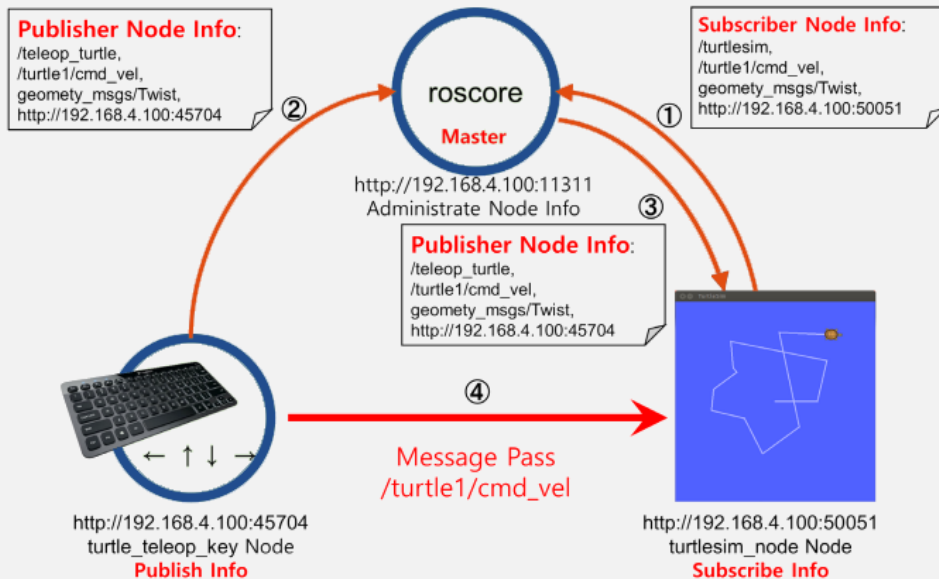 Publisher Node Info:
/teleop_turtle,
/turtle1/cmd_vel,
geomety_msgs/Twist,
http://192.168.4.100:45704
②
roscore
Master
http://192.168.4.100:11311
Administrate Node Info
Subscriber Node Info:
/turtlesim,
/turtle1/cmd_vel,
geomety_msgs/Twist,
http://192.168.4.100:50051
①
③
Publisher Node Info:
/teleop_turtle,
/turtle1/cmd_vel,
geomety_msgs/Twist,
http://192.168.4.100:45704
← ↑ ↓ →
④
Message Pass
/turtle1/cmd_vel
http://192.168.4.100:45704
turtle_teleop_key Node
Publish Info
http://192.168.4.100:50051
turtlesim_node Node
Subscribe Info